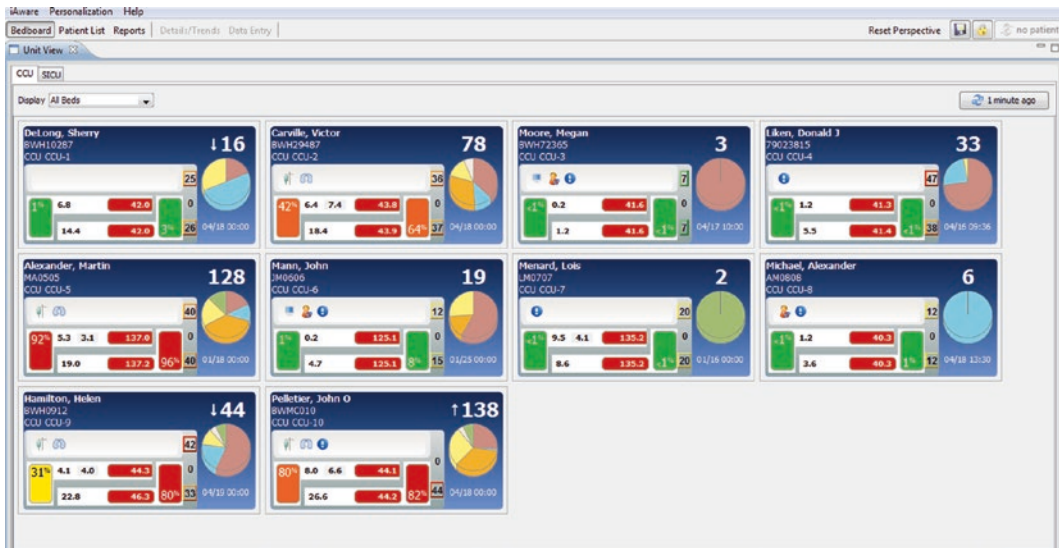 iAware Personalization Help
Bedboard Patient List Reports Details/Trends Data Entry
Reset Perspective no patient
Unit View
CCU SICU
Display All Beds
1 minute ago
DeLong, Sherry
BWH10287
CCU CCU-1
↓16
25
1% 6.8 42.0 0
14.4 42.0 3% 26 04/18 00:00
Carville, Victor
BWH29487
CCU CCU-2
78
36
42% 6.4 7.4 43.8 0
18.4 43.9 64% 37 04/18 00:00
Moore, Megan
BWH72365
CCU CCU-3
3
7
<1% 0.2 41.6 0
1.2 41.6 <1% 7 04/17 10:00
Liken, Donald J
79023815
CCU CCU-4
33
47
<1% 1.2 41.3 0
5.5 41.4 <1% 38 04/16 09:36
Alexander, Martin
MA0505
CCU CCU-5
128
40
92% 5.3 3.1 137.0 0
19.0 137.2 96% 40 01/18 00:00
Mann, John
JM0606
CCU CCU-6
19
12
1% 0.2 125.1 0
4.7 125.1 8% 15 01/25 00:00
Menard, Lois
LM0707
CCU CCU-7
2
20
<1% 9.5 4.1 135.2 0
8.6 135.2 <1% 20 01/16 00:00
Michael, Alexander
AM0808
CCU CCU-8
6
12
<1% 1.2 40.3 0
3.6 40.3 1% 12 04/18 12:30
Hamilton, Helen
BWH0912
CCU CCU-9
↓44
42
31% 4.1 4.0 44.3 0
22.8 46.3 80% 33 00:00
Pelletier, John O
BWMC010
CCU CCU-10
↑138
80% 8.0 6.6 44.1 0
26.6 44.2 82% 44 04/18 00:00